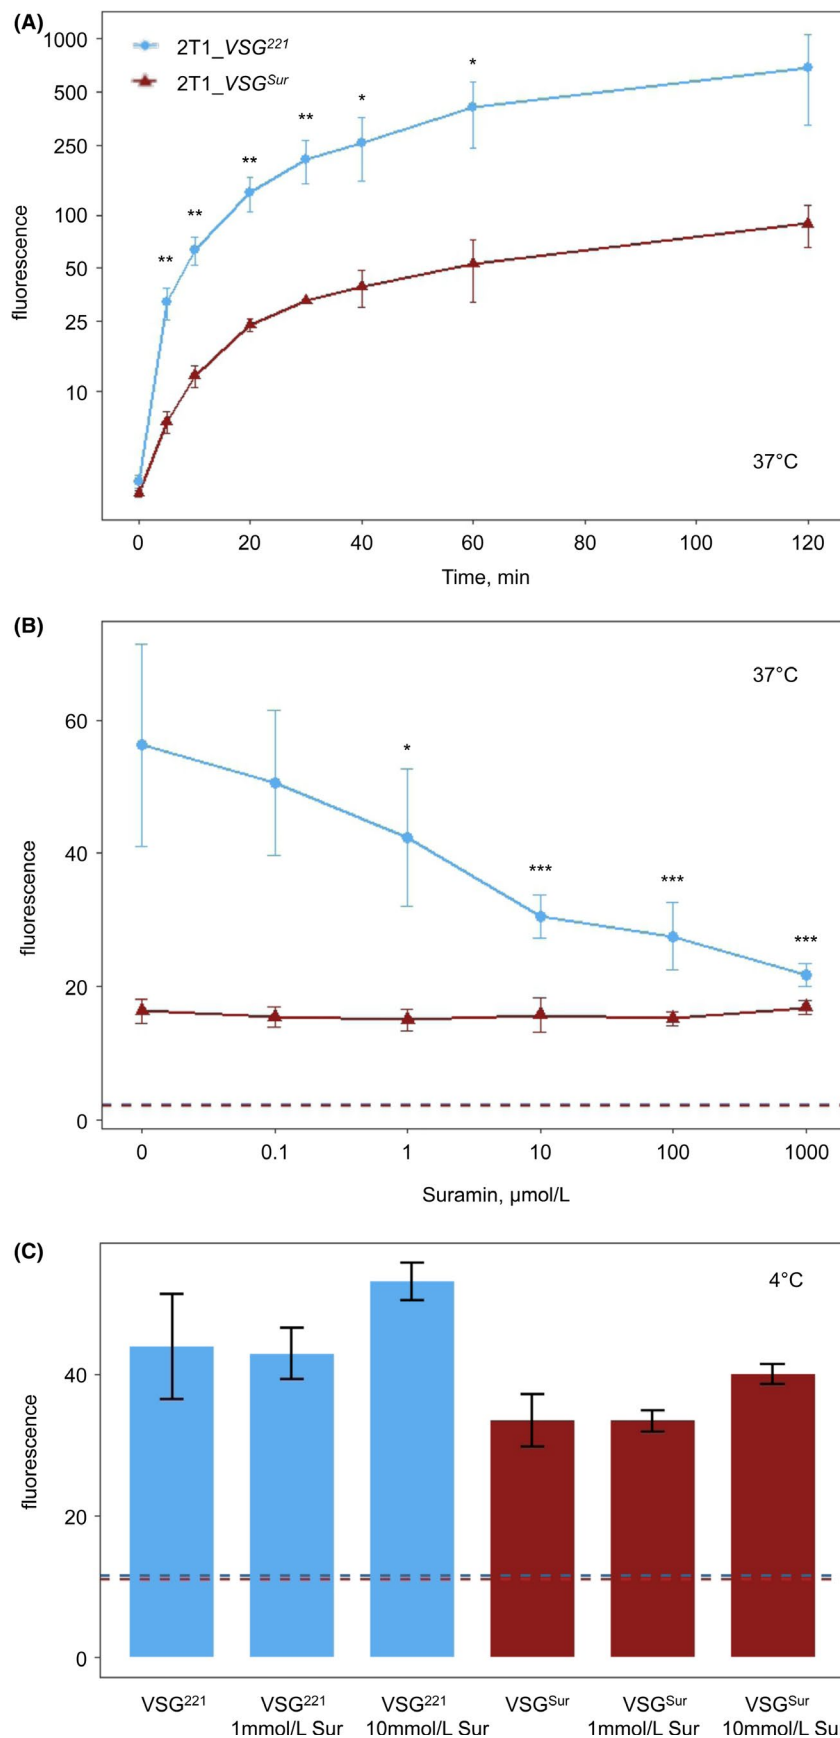 (A)
1000
500
250
100
50
25
10
fluorescence
2T1_VSG²²¹
2T1_VSGˢᵘʳ
**
**
**
**
*
*
37°C
0 20 40 60 80 100 120
Time, min
(B)
37°C
60
40
20
0
fluorescence
*
***
***
***
0 0.1 1 10 100 1000
Suramin, µmol/L
(C)
4°C
40
20
0
fluorescence
VSG²²¹ VSG²²¹ VSG²²¹ VSGˢᵘʳ VSGˢᵘʳ VSGˢᵘʳ
1mmol/L Sur 10mmol/L Sur 1mmol/L Sur 10mmol/L Su